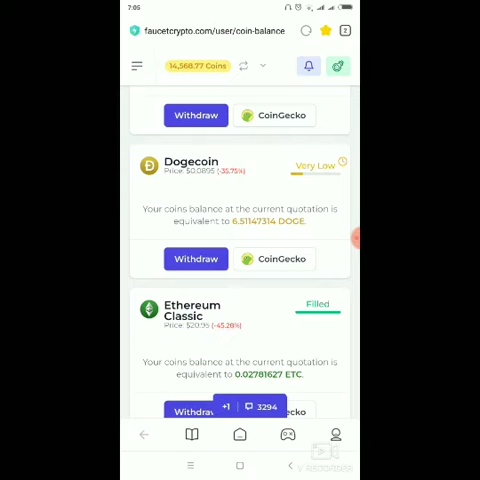 7:05
faucetcrypto.com/user/coin-balance
2
14,568.77 Coins
Withdraw
CoinGecko
Dogecoin
Price: $0.0895 (-35.75%)
Very Low
Your coins balance at the current quotation is
equivalent to 6.51147314 DOGE.
Withdraw
CoinGecko
Ethereum
Classic
Price: $20.96 (-45.28%)
Filled
Your coins balance at the current quotation is
equivalent to 0.02781627 ETC.
Withdraw
ecko
+1 | 3294
V RECORDER